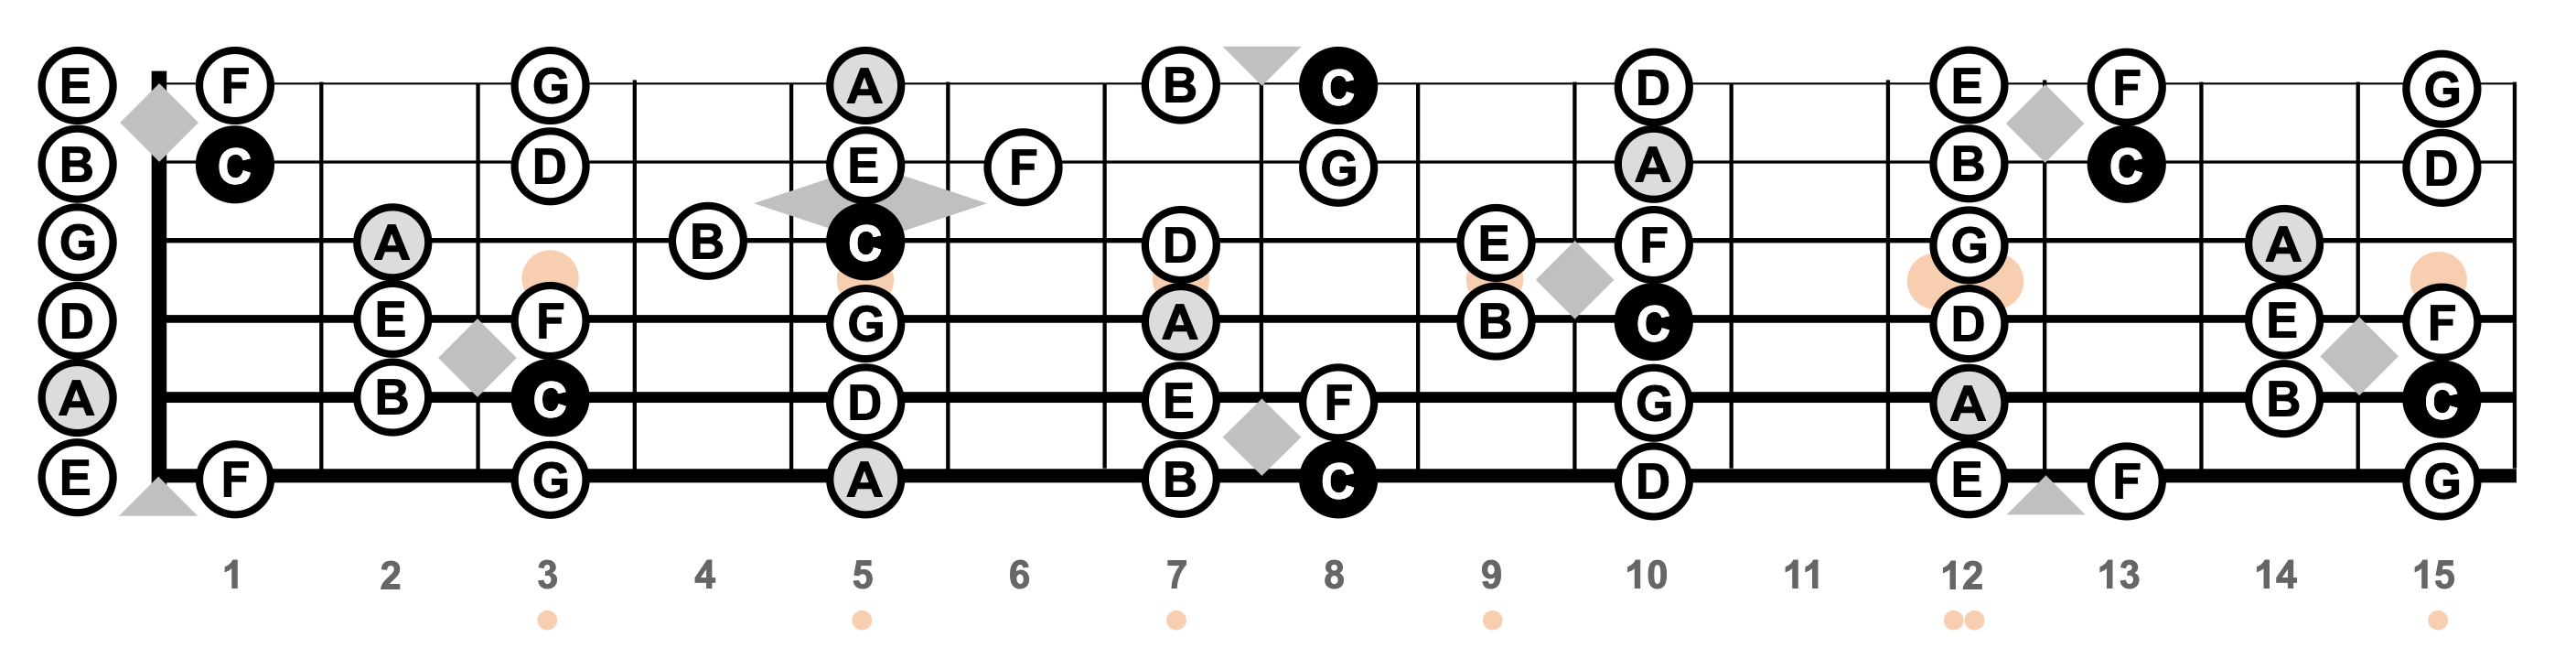 E F G A B C D E F G
B C D E F G A B C D
G A B C D E F G A
D E F G A B C D E F
A B C D E F G A B C
E F G A B C D E F G
1 2 3 4 5 6 7 8 9 10 11 12 13 14 15